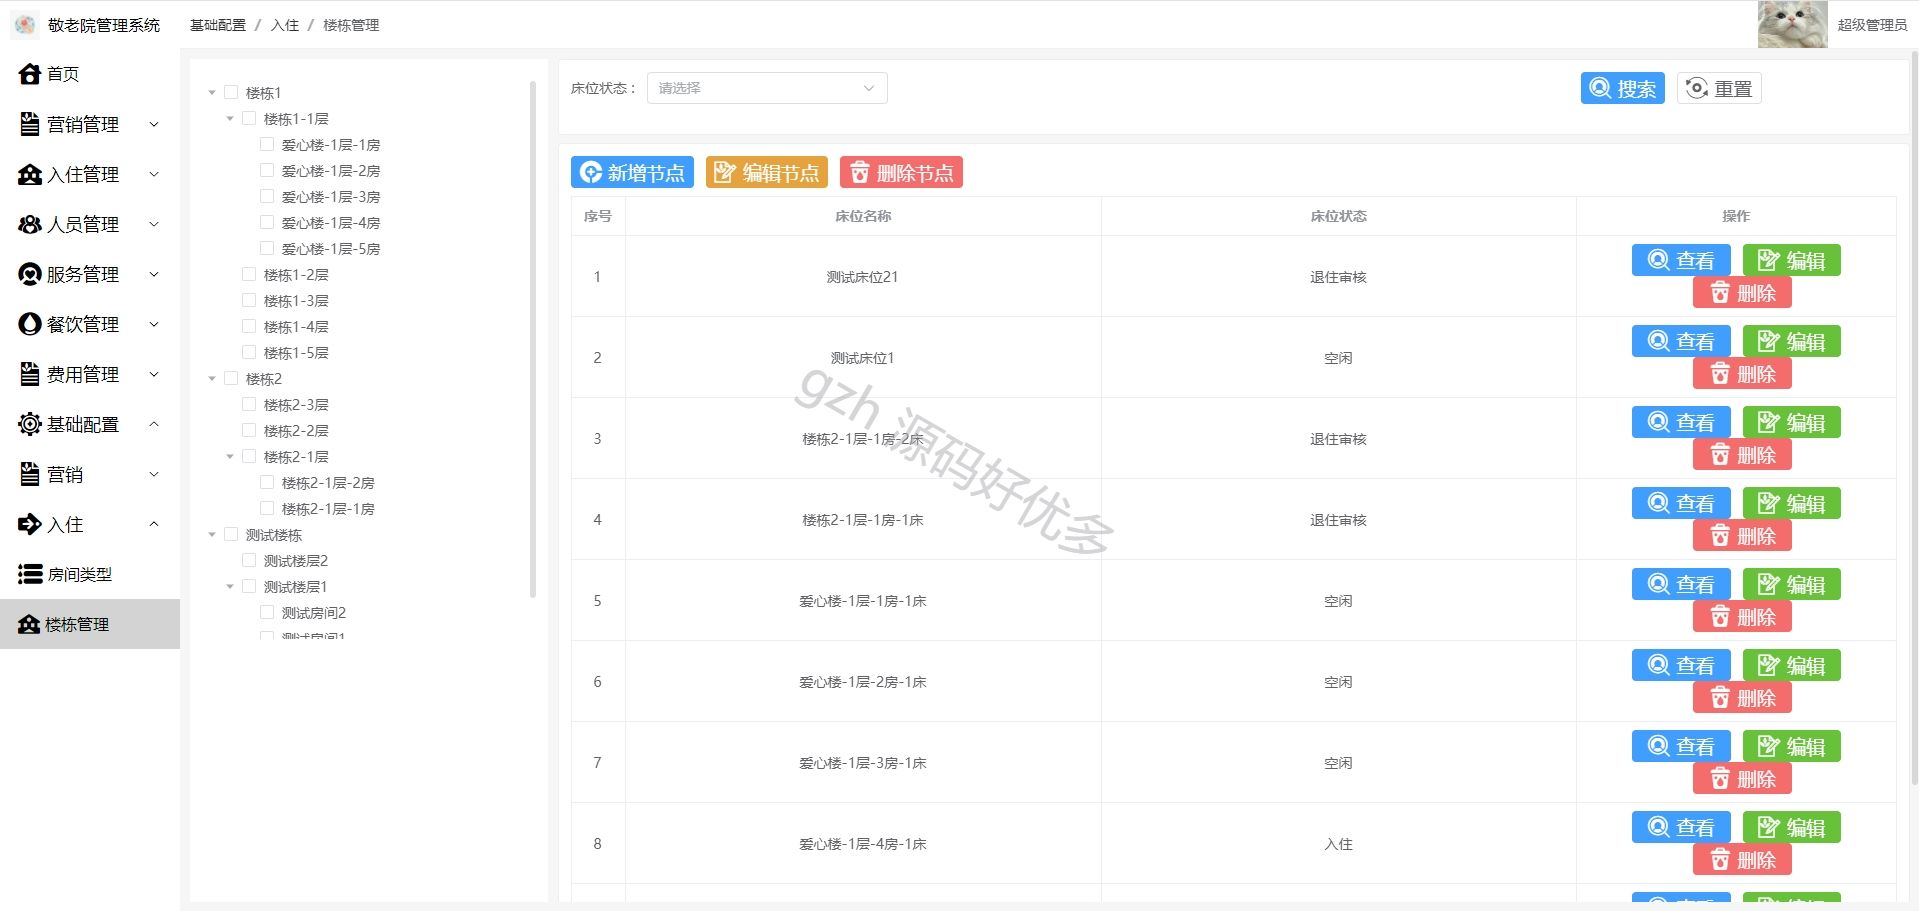 敬老院管理系统
基础配置 / 入住 / 楼栋管理
超级管理员
首页
营销管理
入住管理
人员管理
服务管理
餐饮管理
费用管理
基础配置
营销
入住
房间类型
楼栋管理
楼栋1
楼栋1-1层
爱心楼-1层-1房
爱心楼-1层-2房
爱心楼-1层-3房
爱心楼-1层-4房
爱心楼-1层-5房
楼栋1-2层
楼栋1-3层
楼栋1-4层
楼栋1-5层
楼栋2
楼栋2-3层
楼栋2-2层
楼栋2-1层
楼栋2-1层-2房
楼栋2-1层-1房
测试楼栋
测试楼层2
测试楼层1
测试房间2
测试房间1
床位状态： 请选择 搜索 重置
新增节点 编辑节点 删除节点
序号 床位名称 床位状态 操作
1 测试床位21 退住审核 查看 编辑
删除
2 测试床位1 空闲 查看 编辑
删除
3 楼栋2-1层-1房-2床 退住审核 查看 编辑
删除
4 楼栋2-1层-1房-1床 退住审核 查看 编辑
删除
5 爱心楼-1层-1房-1床 空闲 查看 编辑
删除
6 爱心楼-1层-2房-1床 空闲 查看 编辑
删除
7 爱心楼-1层-3房-1床 空闲 查看 编辑
删除
8 爱心楼-1层-4房-1床 入住 查看 编辑
删除
gzh 源码好优多